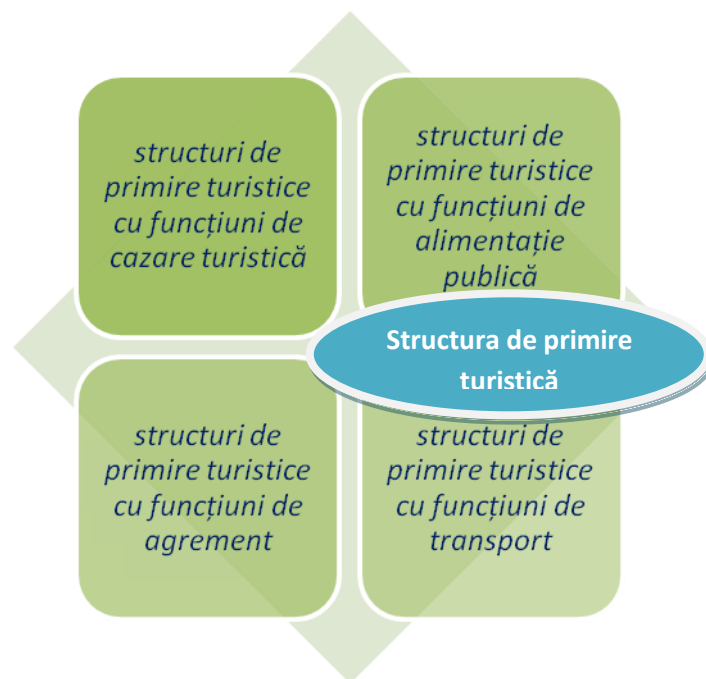 structuri de
primire turistice
cu funcțiuni de
cazare turistică
structuri de
primire turistice
cu funcțiuni de
alimentație
publică
Structura de primire
turistică
structuri de
primire turistice
cu funcțiuni de
agrement
structuri de
primire turistice
cu funcțiuni de
transport